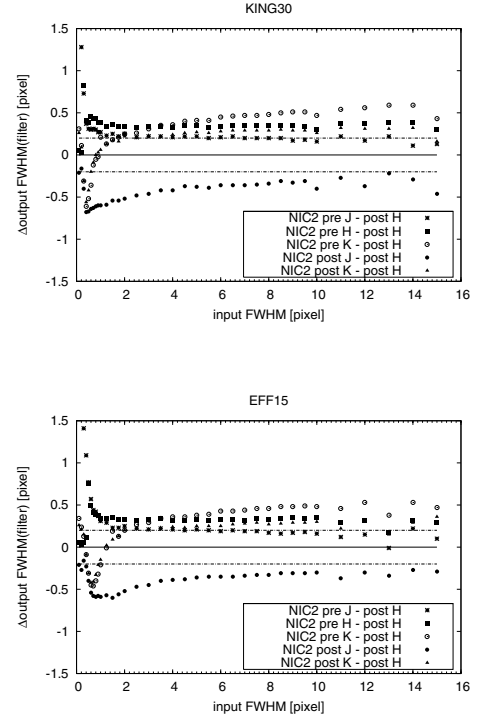 KING30
1.5
1
0.5
0
-0.5
-1
-1.5
Δoutput FWHM(filter) [pixel]
NIC2 pre J - post H
NIC2 pre H - post H
NIC2 pre K - post H
NIC2 post J - post H
NIC2 post K - post H
0 2 4 6 8 10 12 14 16
input FWHM [pixel]
EFF15
1.5
1
0.5
0
-0.5
-1
-1.5
Δoutput FWHM(filter) [pixel]
NIC2 pre J - post H
NIC2 pre H - post H
NIC2 pre K - post H
NIC2 post J - post H
NIC2 post K - post H
0 2 4 6 8 10 12 14 16
input FWHM [pixel]